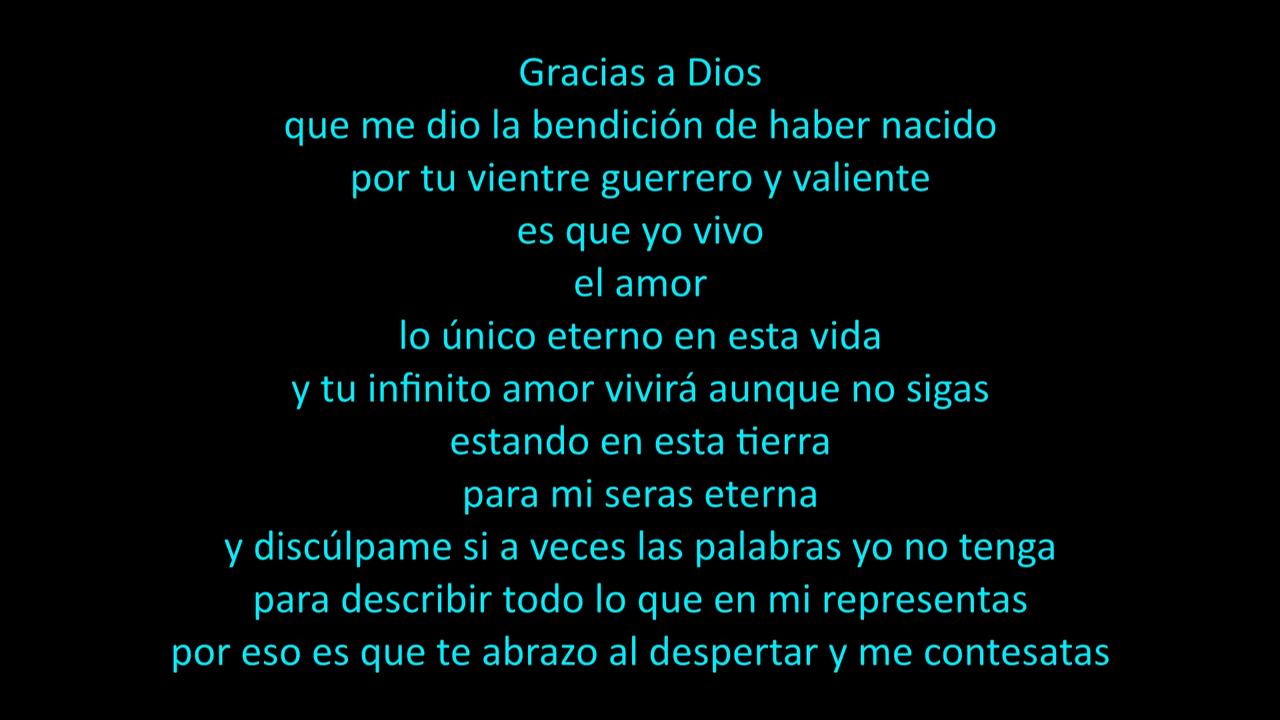 Gracias a Dios
que me dio la bendición de haber nacido
por tu vientre guerrero y valiente
es que yo vivo
el amor
lo único eterno en esta vida
y tu infinito amor vivirá aunque no sigas
estando en esta tierra
para mi seras eterna
y discúlpame si a veces las palabras yo no tenga
para describir todo lo que en mi representas
por eso es que te abrazo al despertar y me contesatas